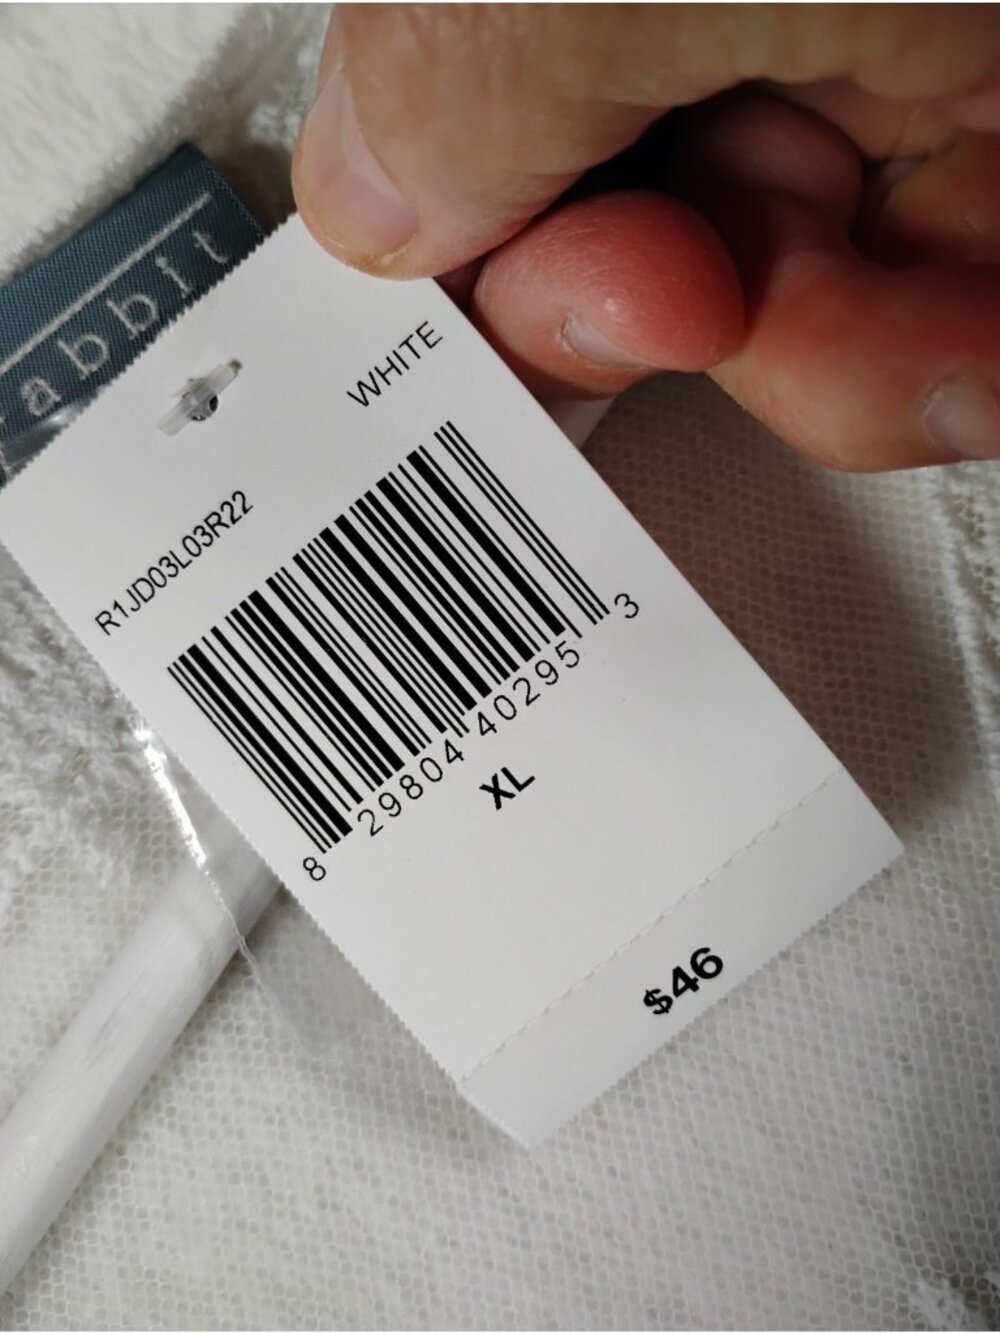 abbit
WHITE
R1JD03L03R22
8 29804 40295 3
XL
$46